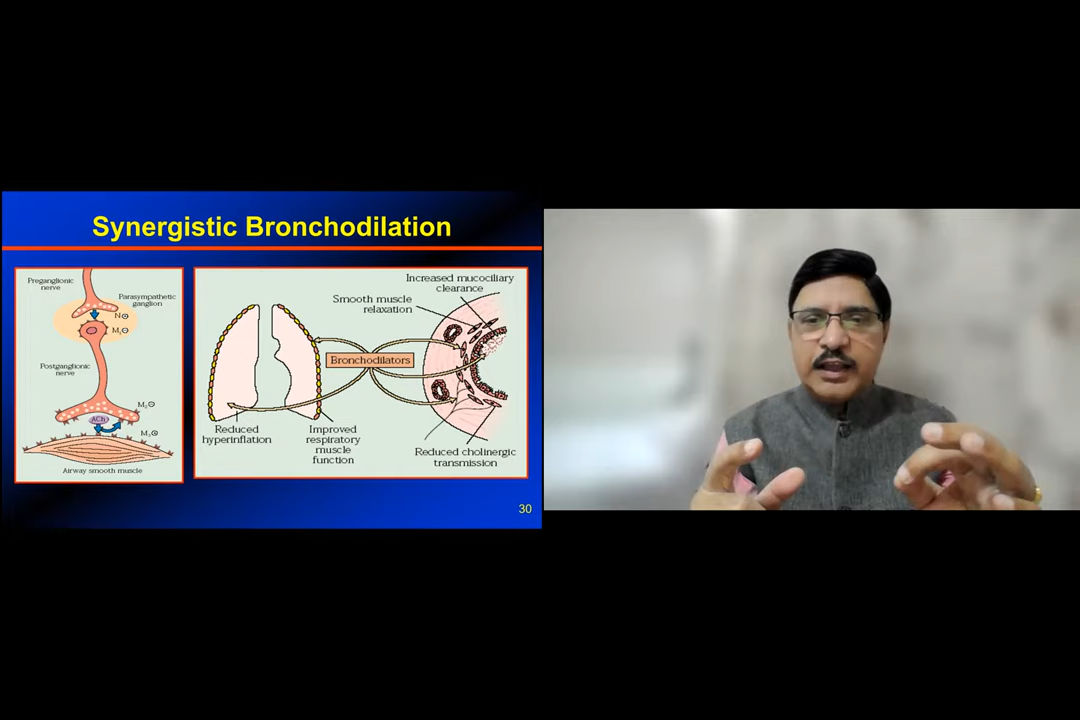 Synergistic Bronchodilation
Preganglionic
nerve
Parasympathetic
ganglion
N⊕
Postganglionic
nerve
ACh
Airway smooth muscle
Increased mucociliary
clearance
Smooth muscle
relaxation
Bronchodilators
Reduced
hyperinflation
Improved
respiratory
muscle
function
Reduced cholinergic
transmission
30